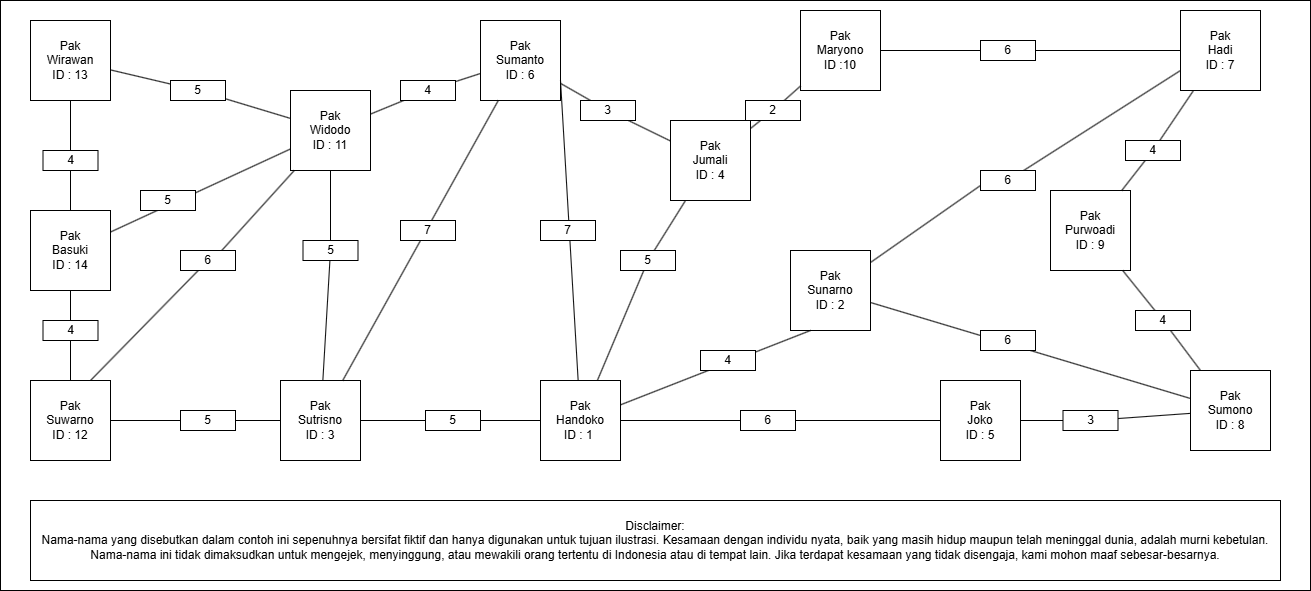 Pak
Wirawan
ID : 13
5
Pak
Widodo
ID : 11
4
Pak
Sumanto
ID : 6
3
Pak
Jumali
ID : 4
2
Pak
Maryono
ID :10
6
Pak
Hadi
ID : 7
4
5
6
4
Pak
Purwoadi
ID : 9
Pak
Basuki
ID : 14
6
5
7
7
5
Pak
Sunarno
ID : 2
4
4
6
4
Pak
Suwarno
ID : 12
5
Pak
Sutrisno
ID : 3
5
Pak
Handoko
ID : 1
6
Pak
Joko
ID : 5
3
Pak
Sumono
ID : 8
Disclaimer:
Nama-nama yang disebutkan dalam contoh ini sepenuhnya bersifat fiktif dan hanya digunakan untuk tujuan ilustrasi. Kesamaan dengan individu nyata, baik yang masih hidup maupun telah meninggal dunia, adalah murni kebetulan.
Nama-nama ini tidak dimaksudkan untuk mengejek, menyinggung, atau mewakili orang tertentu di Indonesia atau di tempat lain. Jika terdapat kesamaan yang tidak disengaja, kami mohon maaf sebesar-besarnya.